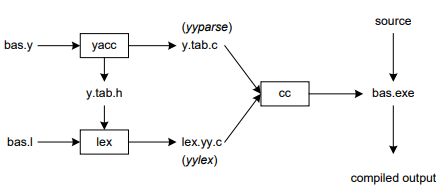 source
(yyparse)
bas.y
yacc
y.tab.c
y.tab.h
cc
bas.exe
bas.l
lex
lex.yy.c
(yylex)
compiled output